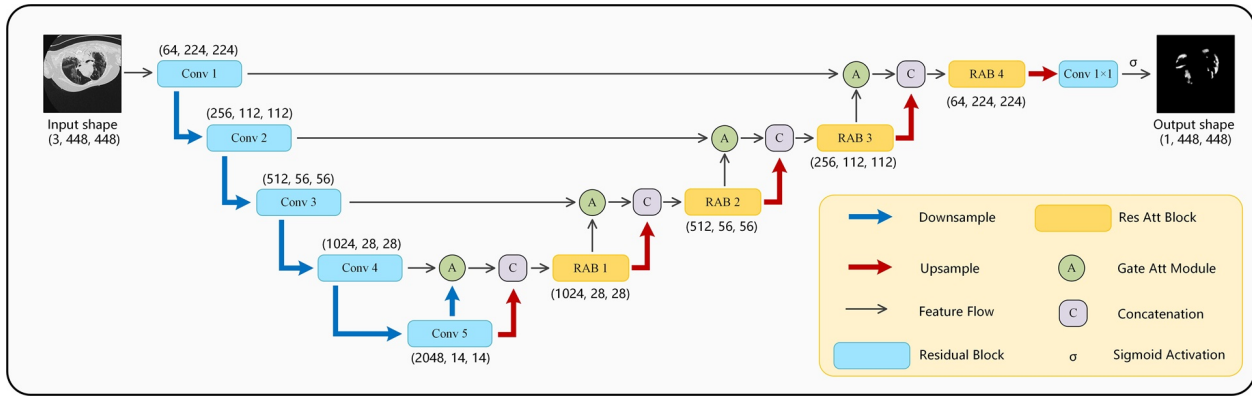 (64, 224, 224)
Conv 1
A
C
RAB 4
Conv 1×1
σ
(64, 224, 224)
Input shape
(3, 448, 448)
Output shape
(1, 448, 448)
(256, 112, 112)
Conv 2
A
C
RAB 3
(256, 112, 112)
(512, 56, 56)
Conv 3
A
C
RAB 2
(512, 56, 56)
(1024, 28, 28)
Conv 4
A
C
RAB 1
(1024, 28, 28)
Conv 5
(2048, 14, 14)
Downsample
Res Att Block
Upsample
A
Gate Att Module
Feature Flow
C
Concatenation
Residual Block
σ
Sigmoid Activation